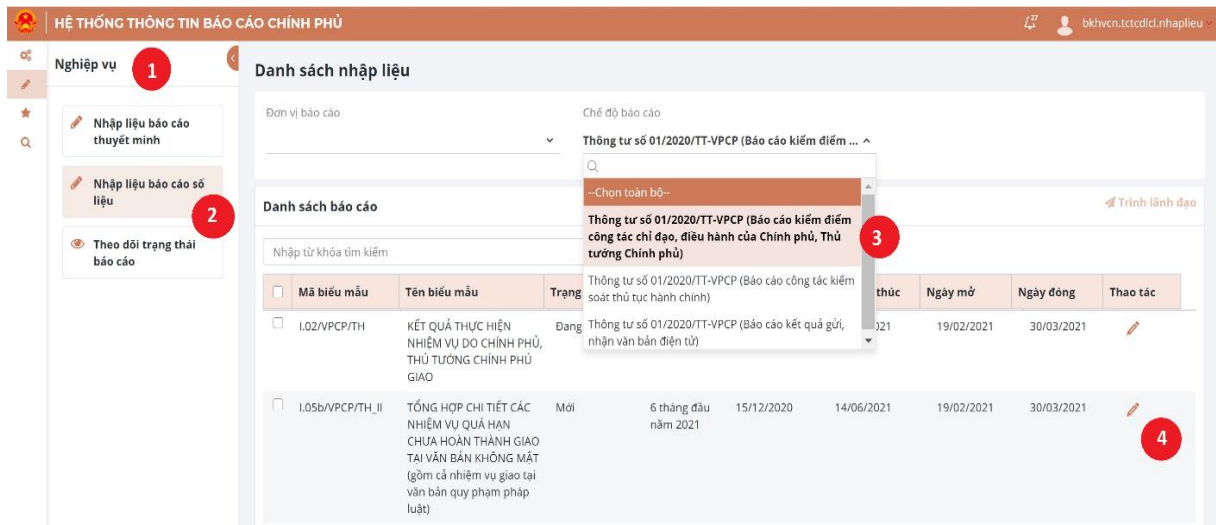 HỆ THỐNG THÔNG TIN BÁO CÁO CHÍNH PHỦ
27
bkhvcn.tctcdlcl.nhaplieu
Nghiệp vụ
1
Nhập liệu báo cáo
thuyết minh
Nhập liệu báo cáo số
liệu
2
Theo dõi trạng thái
báo cáo
Danh sách nhập liệu
Đơn vị báo cáo
Chế độ báo cáo
Thông tư số 01/2020/TT-VPCP (Báo cáo kiểm điểm ...
--Chọn toàn bộ--
Thông tư số 01/2020/TT-VPCP (Báo cáo kiểm điểm
công tác chỉ đạo, điều hành của Chính phủ, Thủ
tướng Chính phủ)
3
Thông tư số 01/2020/TT-VPCP (Báo cáo công tác kiểm
soát thủ tục hành chính)
Thông tư số 01/2020/TT-VPCP (Báo cáo kết quả gửi,
nhận văn bản điện tử)
Danh sách báo cáo
Trình lãnh đạo
Nhập từ khóa tìm kiếm
Mã biểu mẫu Tên biểu mẫu Trạng thúc Ngày mở Ngày đóng Thao tác
I.02/VPCP/TH KẾT QUẢ THỰC HIỆN Đang 021 19/02/2021 30/03/2021
NHIỆM VỤ DO CHÍNH PHỦ,
THỦ TƯỚNG CHÍNH PHỦ
GIAO
I.05b/VPCP/TH_II TỔNG HỢP CHI TIẾT CÁC Mới 6 tháng đầu 15/12/2020 14/06/2021 19/02/2021 30/03/2021
NHIỆM VỤ QUÁ HẠN năm 2021
CHƯA HOÀN THÀNH GIAO
TẠI VĂN BẢN KHÔNG MẬT
(gồm cả nhiệm vụ giao tại
văn bản quy phạm pháp
luật)
4